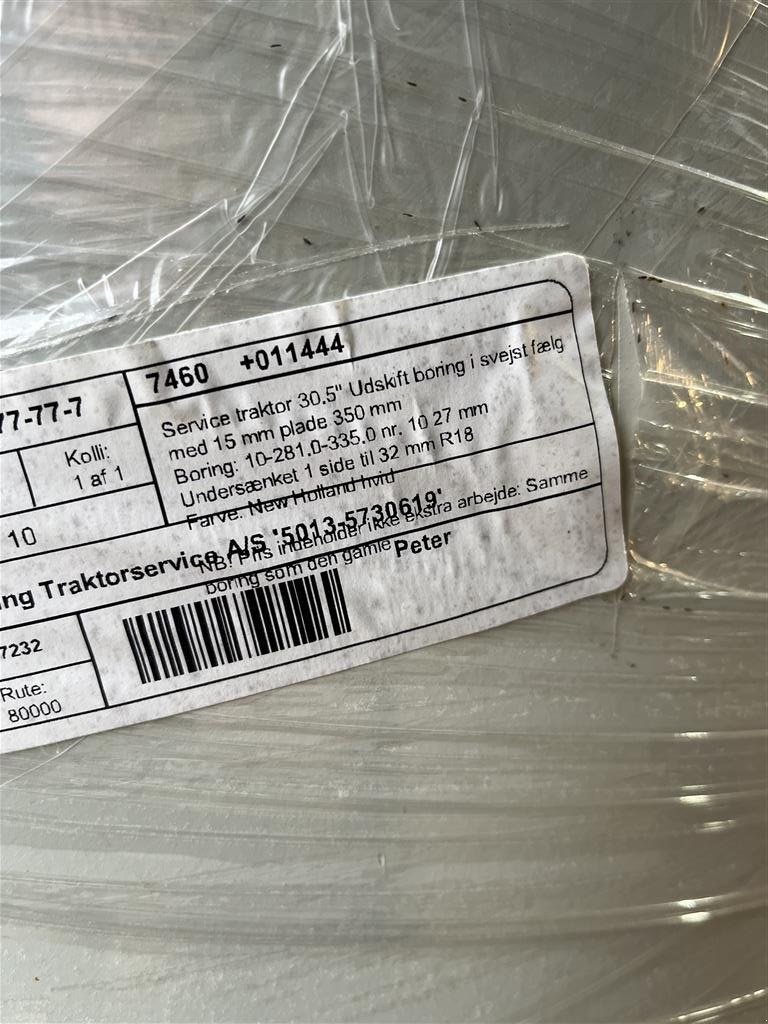 77-77-7
7460 +011444
Service traktor 30.5" Udskift boring i svejst fælg
med 15 mm plade 350 mm
Boring: 10-281.0-335.0 nr. 10 27 mm
Undersænket 1 side til 32 mm R18
Farve: New Holland hvid
NB! Pris indeholder ikke ekstra arbejde: Samme
boring som den gamle
Kolli:
1 af 1
10
ng Traktorservice A/S '5013-5730619'
Peter
7232
Rute:
80000